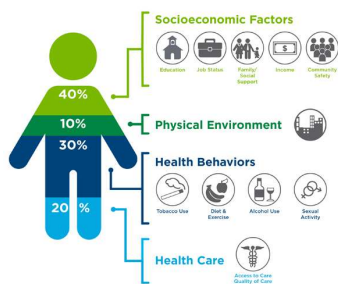 Socioeconomic Factors
Education
Job Status
Family/
Social
Support
Income
Community
Safety
40%
10%
Physical Environment
30%
Health Behaviors
Tobacco Use
Diet &
Exercise
Alcohol Use
Sexual
Activity
20 %
Health Care
Access to Care
Quality of Care
$